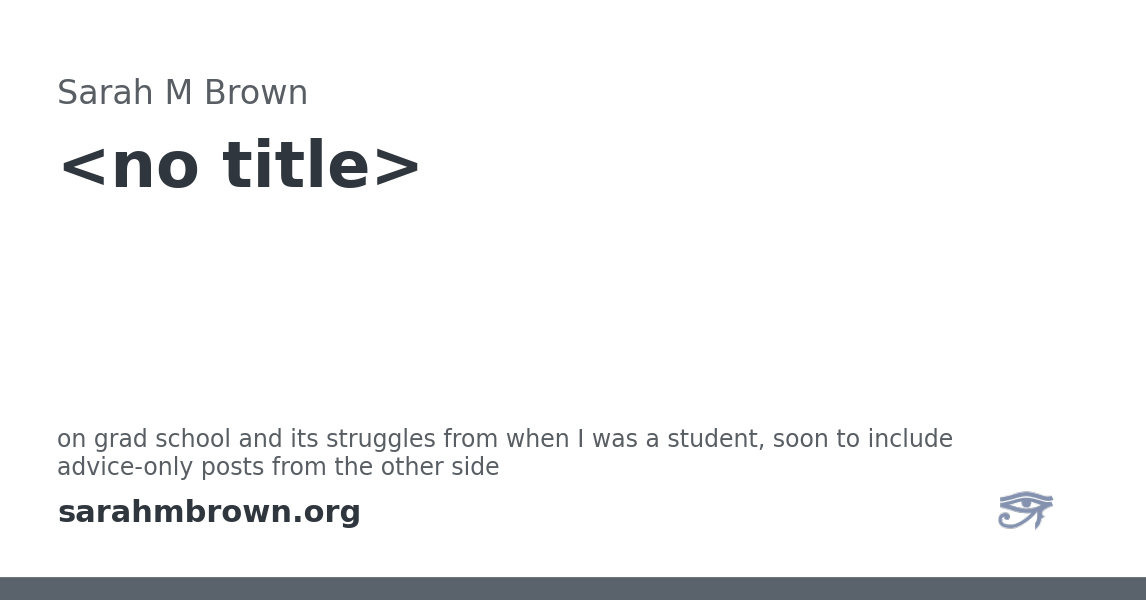 Sarah M Brown
<no title>
on grad school and its struggles from when I was a student, soon to include
advice-only posts from the other side
sarahmbrown.org